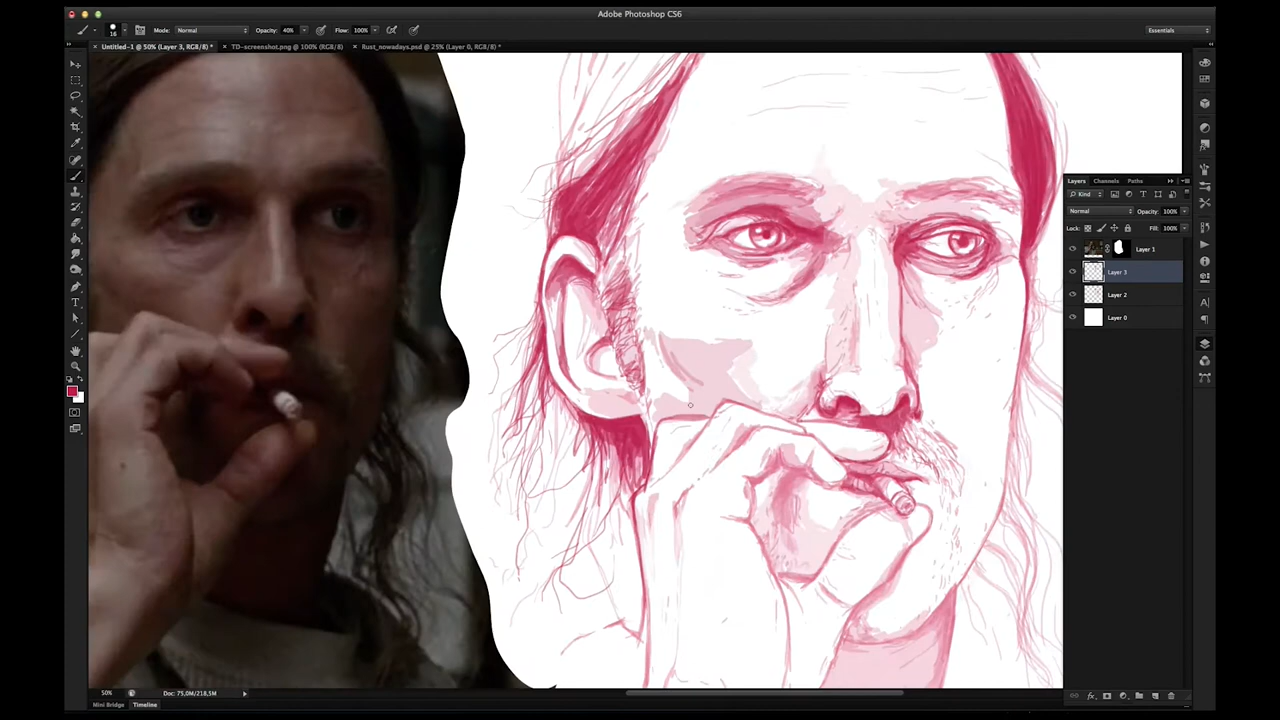 Adobe Photoshop CS6
16 Mode: Normal Opacity: 40% Flow: 100% Essentials
× Untitled-1 @ 50% (Layer 3, RGB/8) * × TD-screenshot.png @ 100% (RGB/8) × Rust_nowadays.psd @ 25% (Layer 0, RGB/8) *
Layers Channels Paths
Kind
Normal Opacity: 100%
Lock: Fill: 100%
Layer 1
Layer 3
Layer 2
Layer 0
50% Doc: 75,0M/218,5M
Mini Bridge Timeline